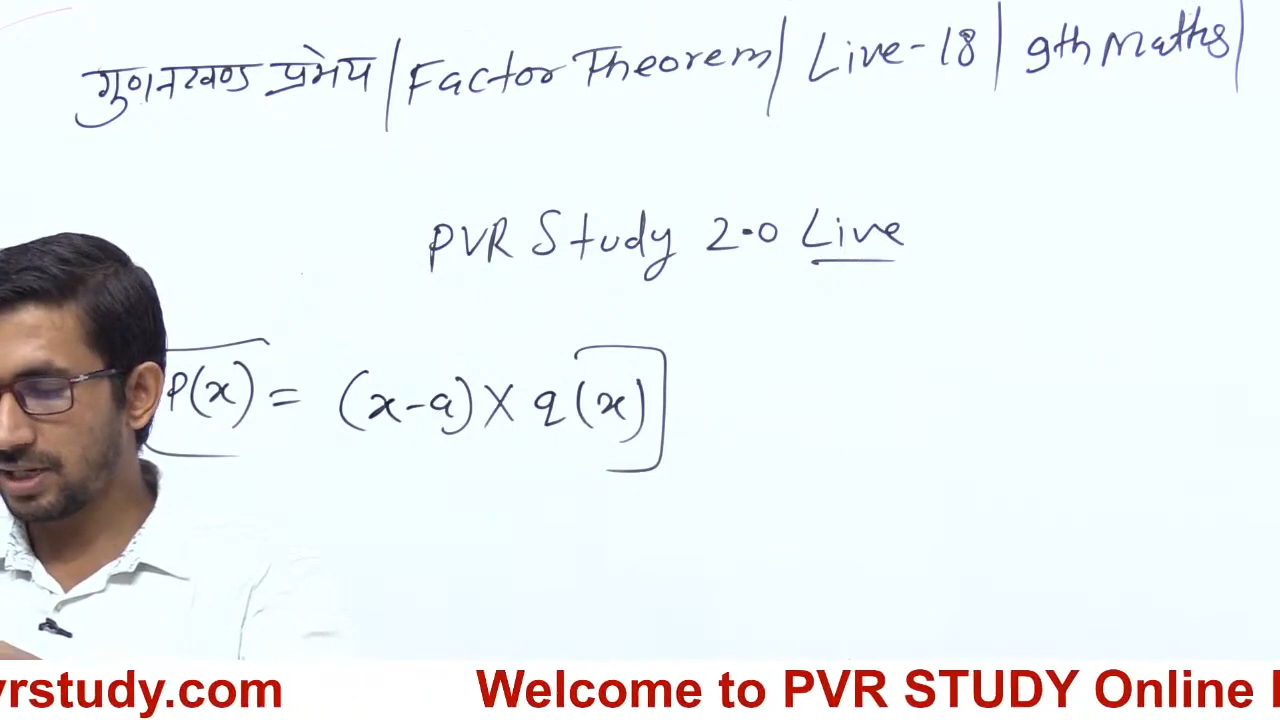 गुणनखण्ड प्रमेय / Factor Theorem / Live-18 | 9th Maths |
PVR Study 2.0 Live
P(x) = (x-a) X q(x)
vrstudy.com Welcome to PVR STUDY Online